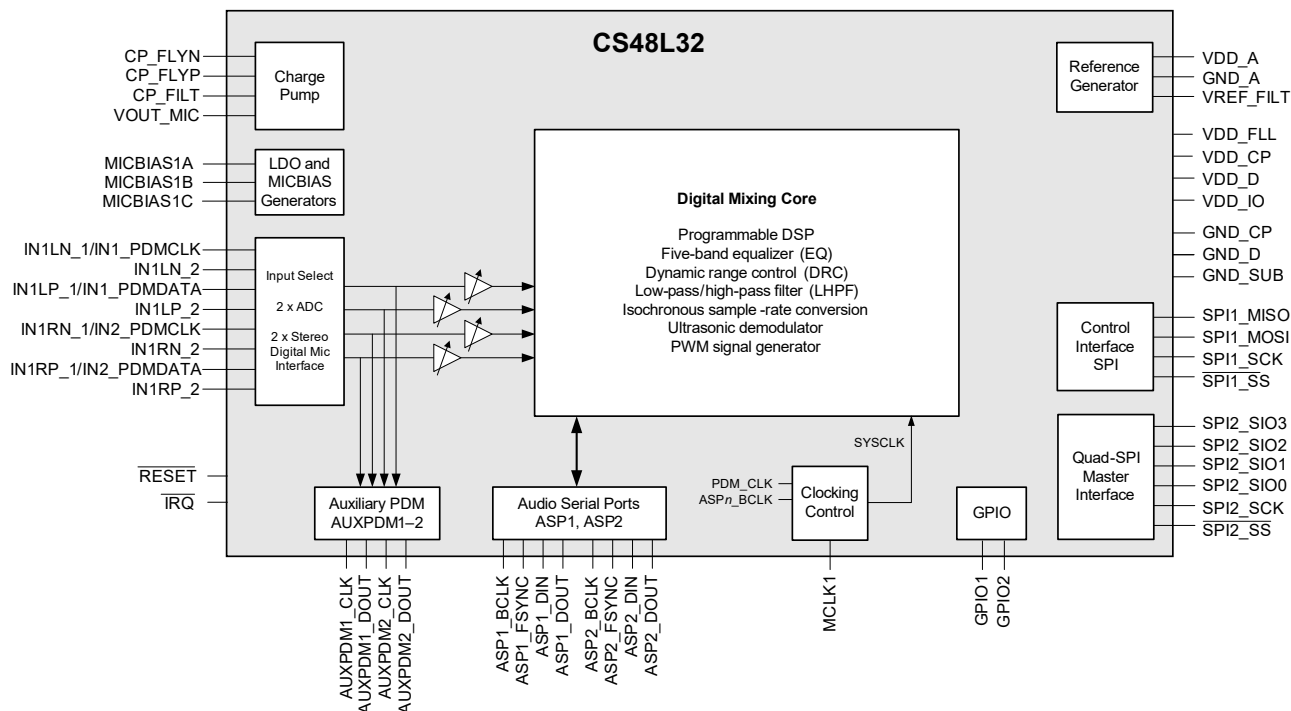 CS48L32
CP_FLYN
CP_FLYP
CP_FILT
VOUT_MIC
Charge
Pump
MICBIAS1A
MICBIAS1B
MICBIAS1C
LDO and
MICBIAS
Generators
IN1LN_1/IN1_PDMCLK
IN1LN_2
IN1LP_1/IN1_PDMDATA
IN1LP_2
IN1RN_1/IN2_PDMCLK
IN1RN_2
IN1RP_1/IN2_PDMDATA
IN1RP_2
Input Select
2 x ADC
2 x Stereo
Digital Mic
Interface
RESET
IRQ
Digital Mixing Core
Programmable DSP
Five-band equalizer (EQ)
Dynamic range control (DRC)
Low-pass/high-pass filter (LHPF)
Isochronous sample -rate conversion
Ultrasonic demodulator
PWM signal generator
Reference
Generator
VDD_A
GND_A
VREF_FILT
VDD_FLL
VDD_CP
VDD_D
VDD_IO
GND_CP
GND_D
GND_SUB
Control
Interface
SPI
SPI1_MISO
SPI1_MOSI
SPI1_SCK
SPI1_SS
Quad-SPI
Master
Interface
SPI2_SIO3
SPI2_SIO2
SPI2_SIO1
SPI2_SIO0
SPI2_SCK
SPI2_SS
Auxiliary PDM
AUXPDM1–2
AUXPDM1_CLK
AUXPDM1_DOUT
AUXPDM2_CLK
AUXPDM2_DOUT
Audio Serial Ports
ASP1, ASP2
ASP1_BCLK
ASP1_FSYNC
ASP1_DIN
ASP1_DOUT
ASP2_BCLK
ASP2_FSYNC
ASP2_DIN
ASP2_DOUT
SYSCLK
PDM_CLK
ASPn_BCLK
Clocking
Control
MCLK1
GPIO
GPIO1
GPIO2